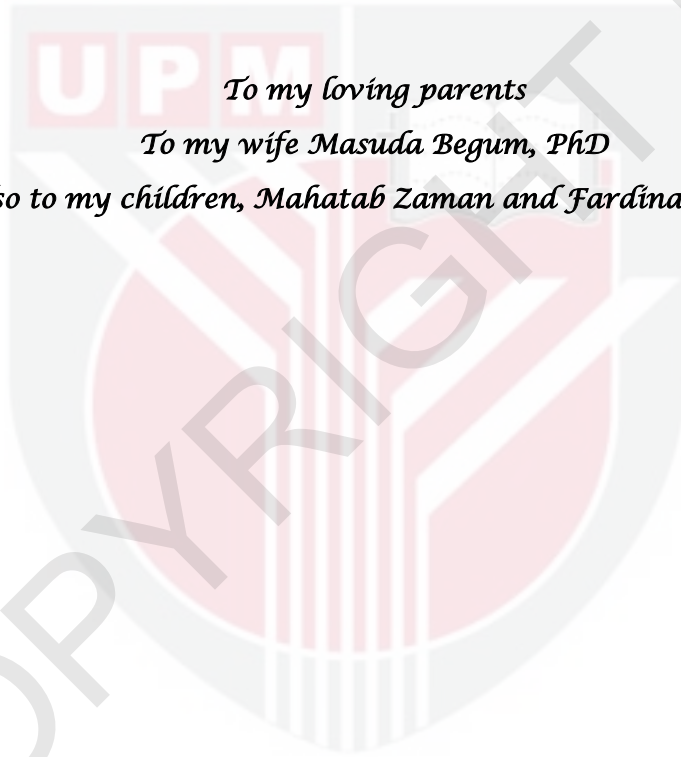 UPM
To my loving parents
To my wife Masuda Begum, PhD
so to my children, Mahatab Zaman and Fardina
OPYRIGHT